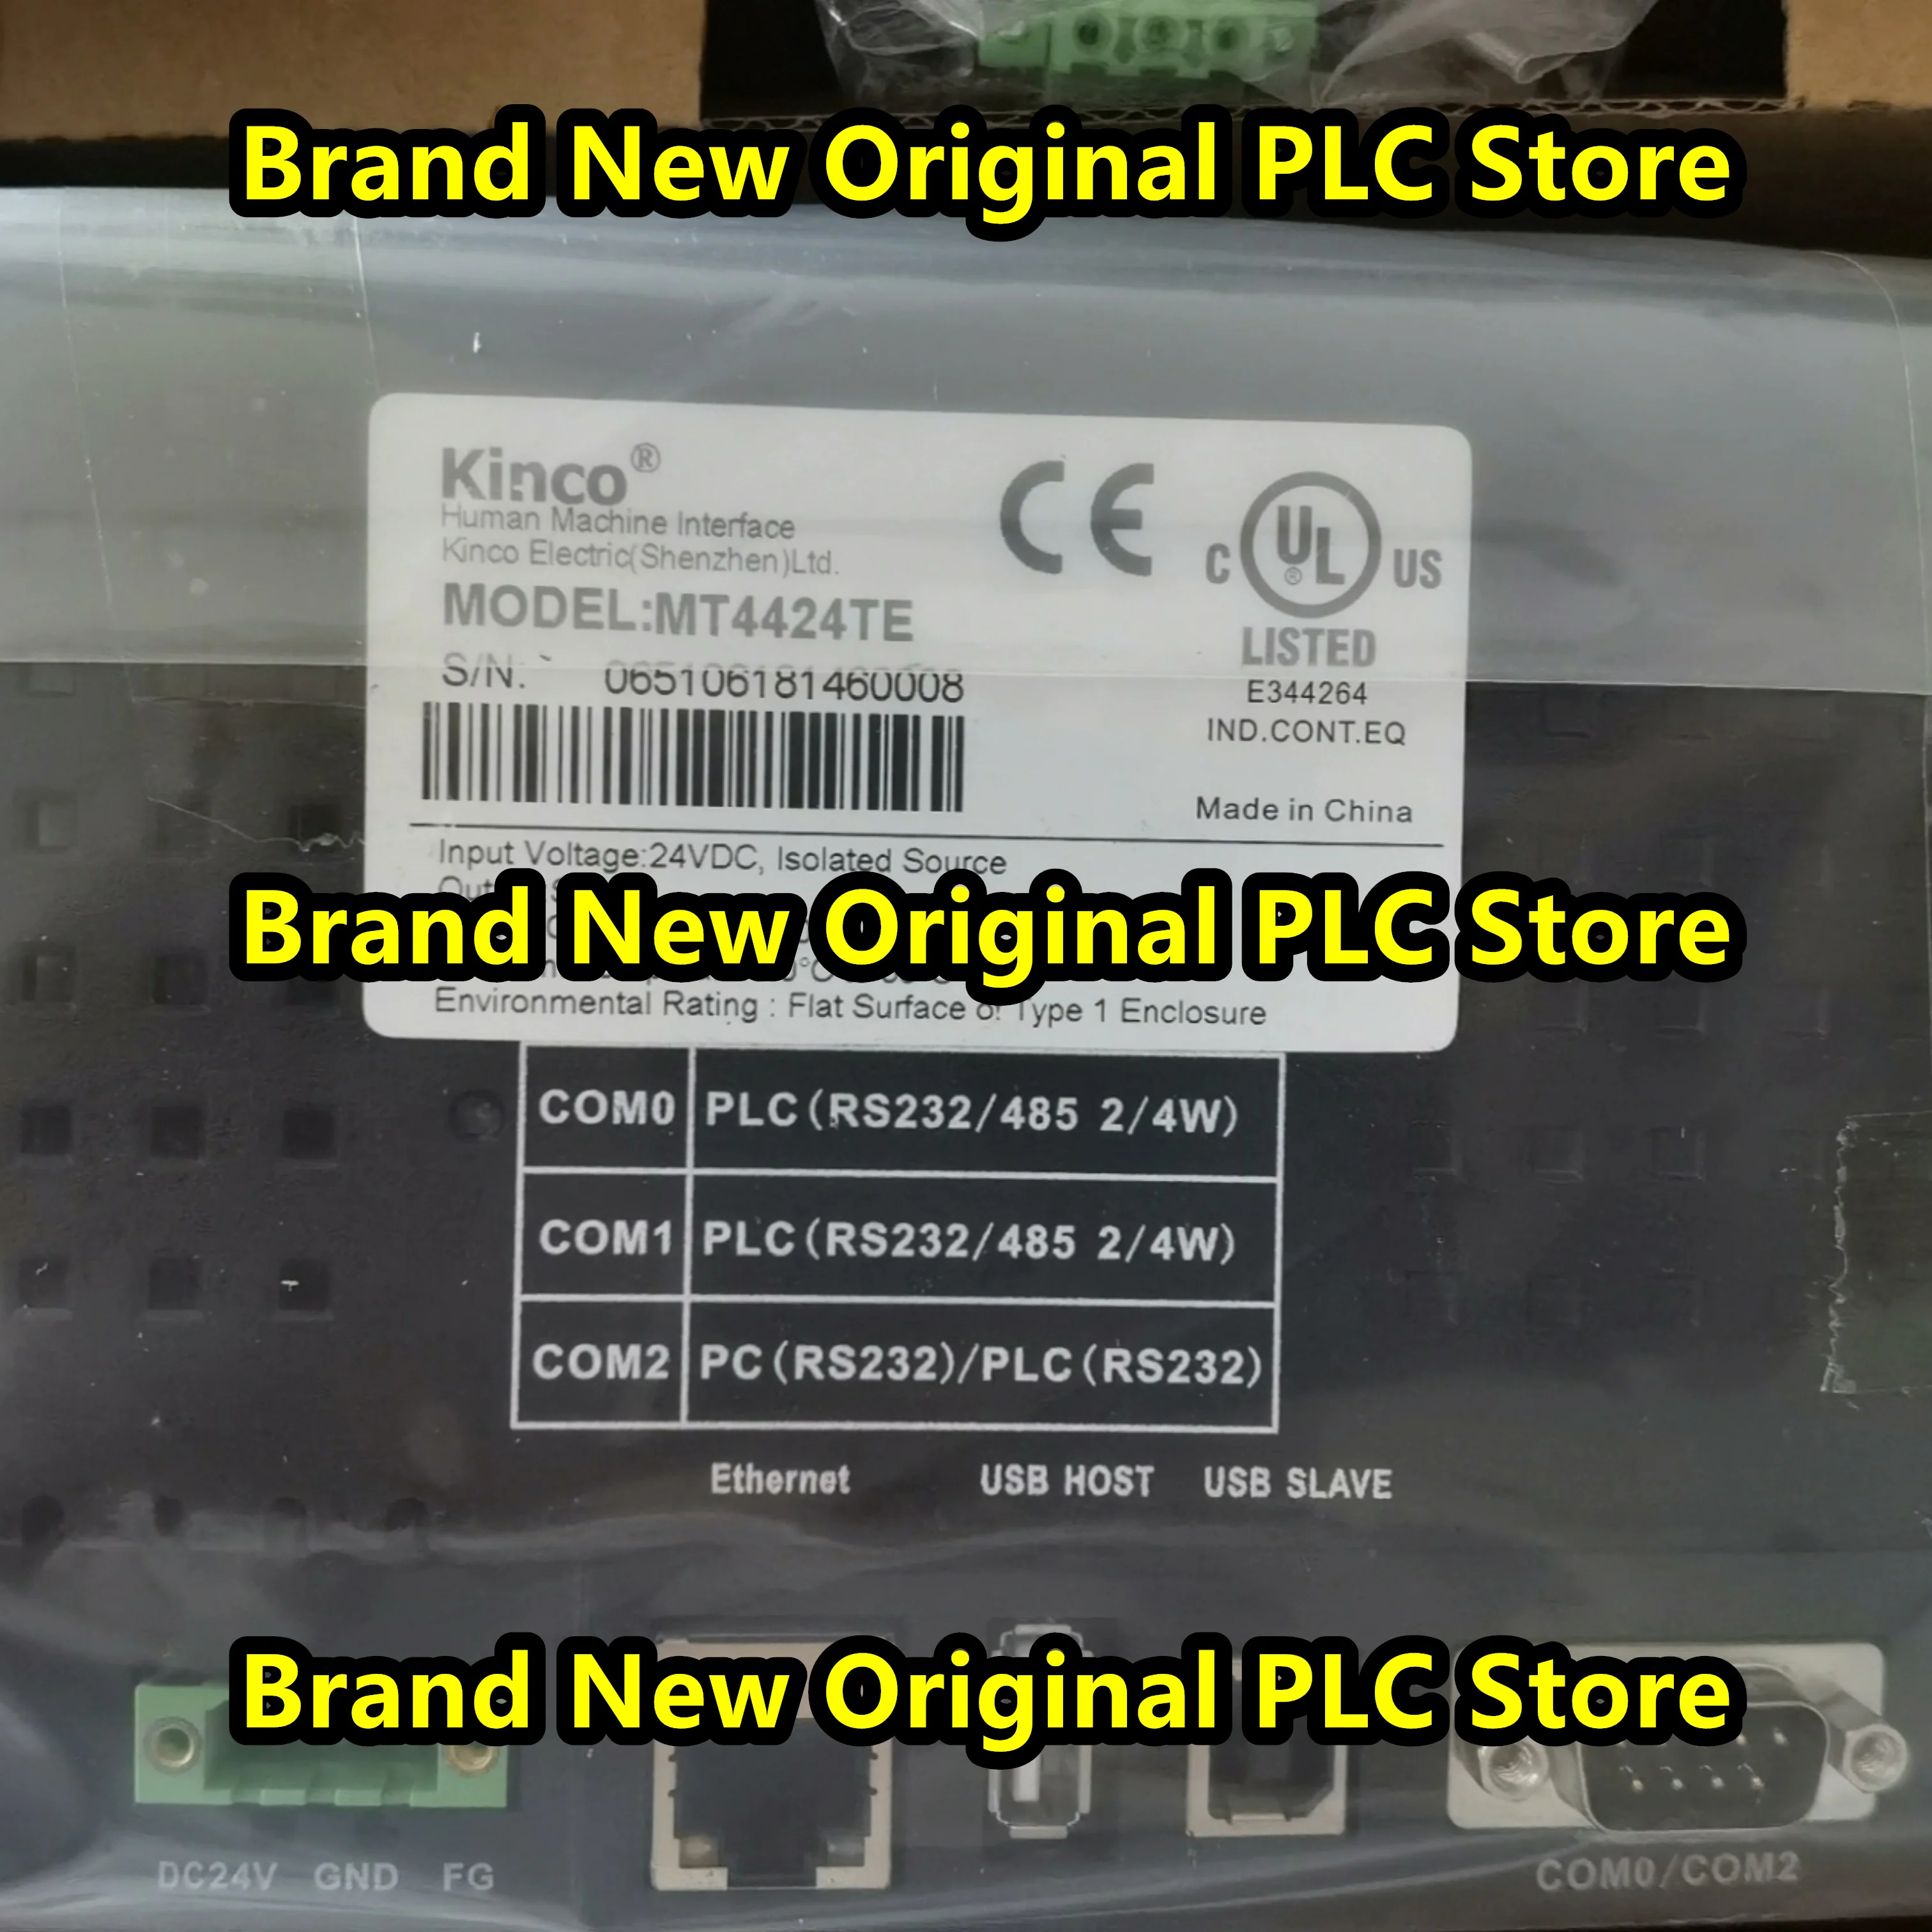 Brand New Original PLC Store
Kinco®
Human Machine Interface
Kinco Electric(Shenzhen)Ltd.
MODEL:MT4424TE
S/N: 065106181460008
CE
C UL® US
LISTED
E344264
IND.CONT.EQ
Made in China
Input Voltage:24VDC, Isolated Source
Brand New Original PLC Store
Environmental Rating : Flat Surface of Type 1 Enclosure
COM0 PLC(RS232/485 2/4W)
COM1 PLC(RS232/485 2/4W)
COM2 PC(RS232)/PLC(RS232)
Ethernet USB HOST USB SLAVE
Brand New Original PLC Store
DC24V GND FG
COM0/COM2